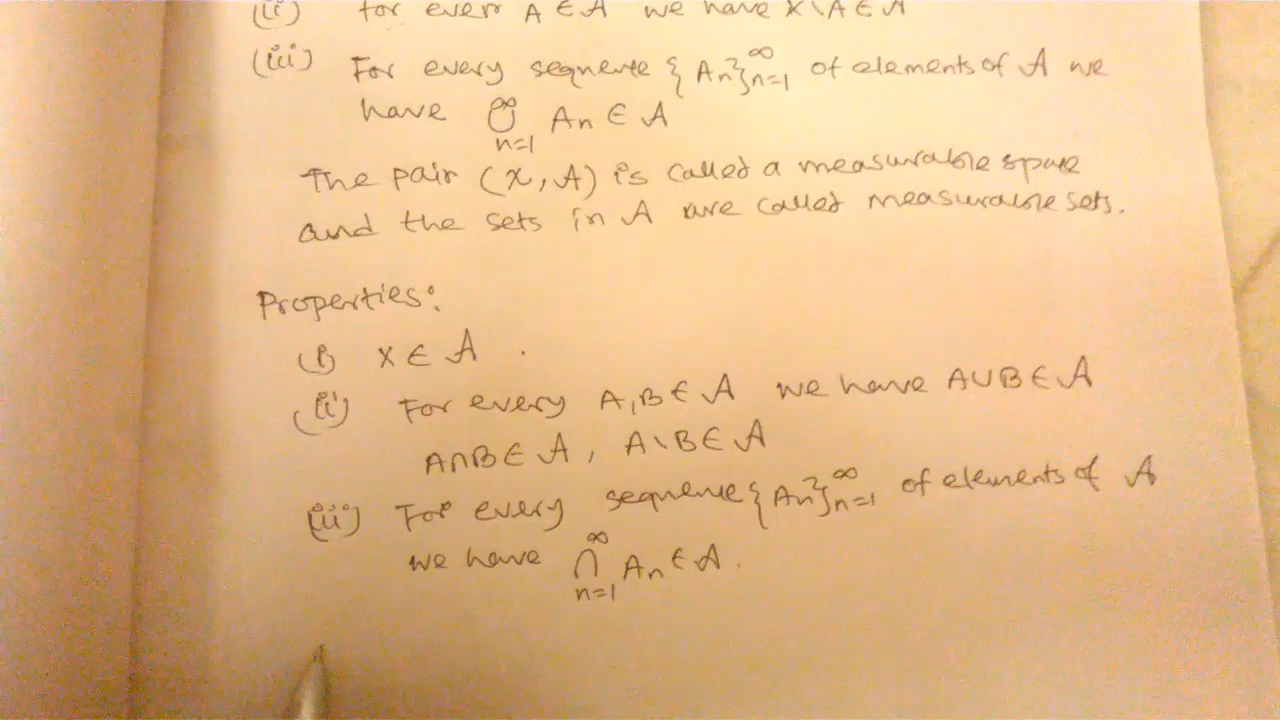 (ii) for every A ∈ 𝒜 we have X \ A ∈ 𝒜
(iii) For every sequence {An}∞n=1 of elements of 𝒜 we
have ∞∪n=1 An ∈ 𝒜
The pair (X, 𝒜) is called a measurable space
and the sets in 𝒜 are called measurable sets.
Properties:
(i) X ∈ 𝒜 .
(ii) For every A, B ∈ 𝒜 we have A ∪ B ∈ 𝒜
A ∩ B ∈ 𝒜, A \ B ∈ 𝒜
(iii) For every sequence {An}∞n=1 of elements of 𝒜
we have ∞∩n=1 An ∈ 𝒜.